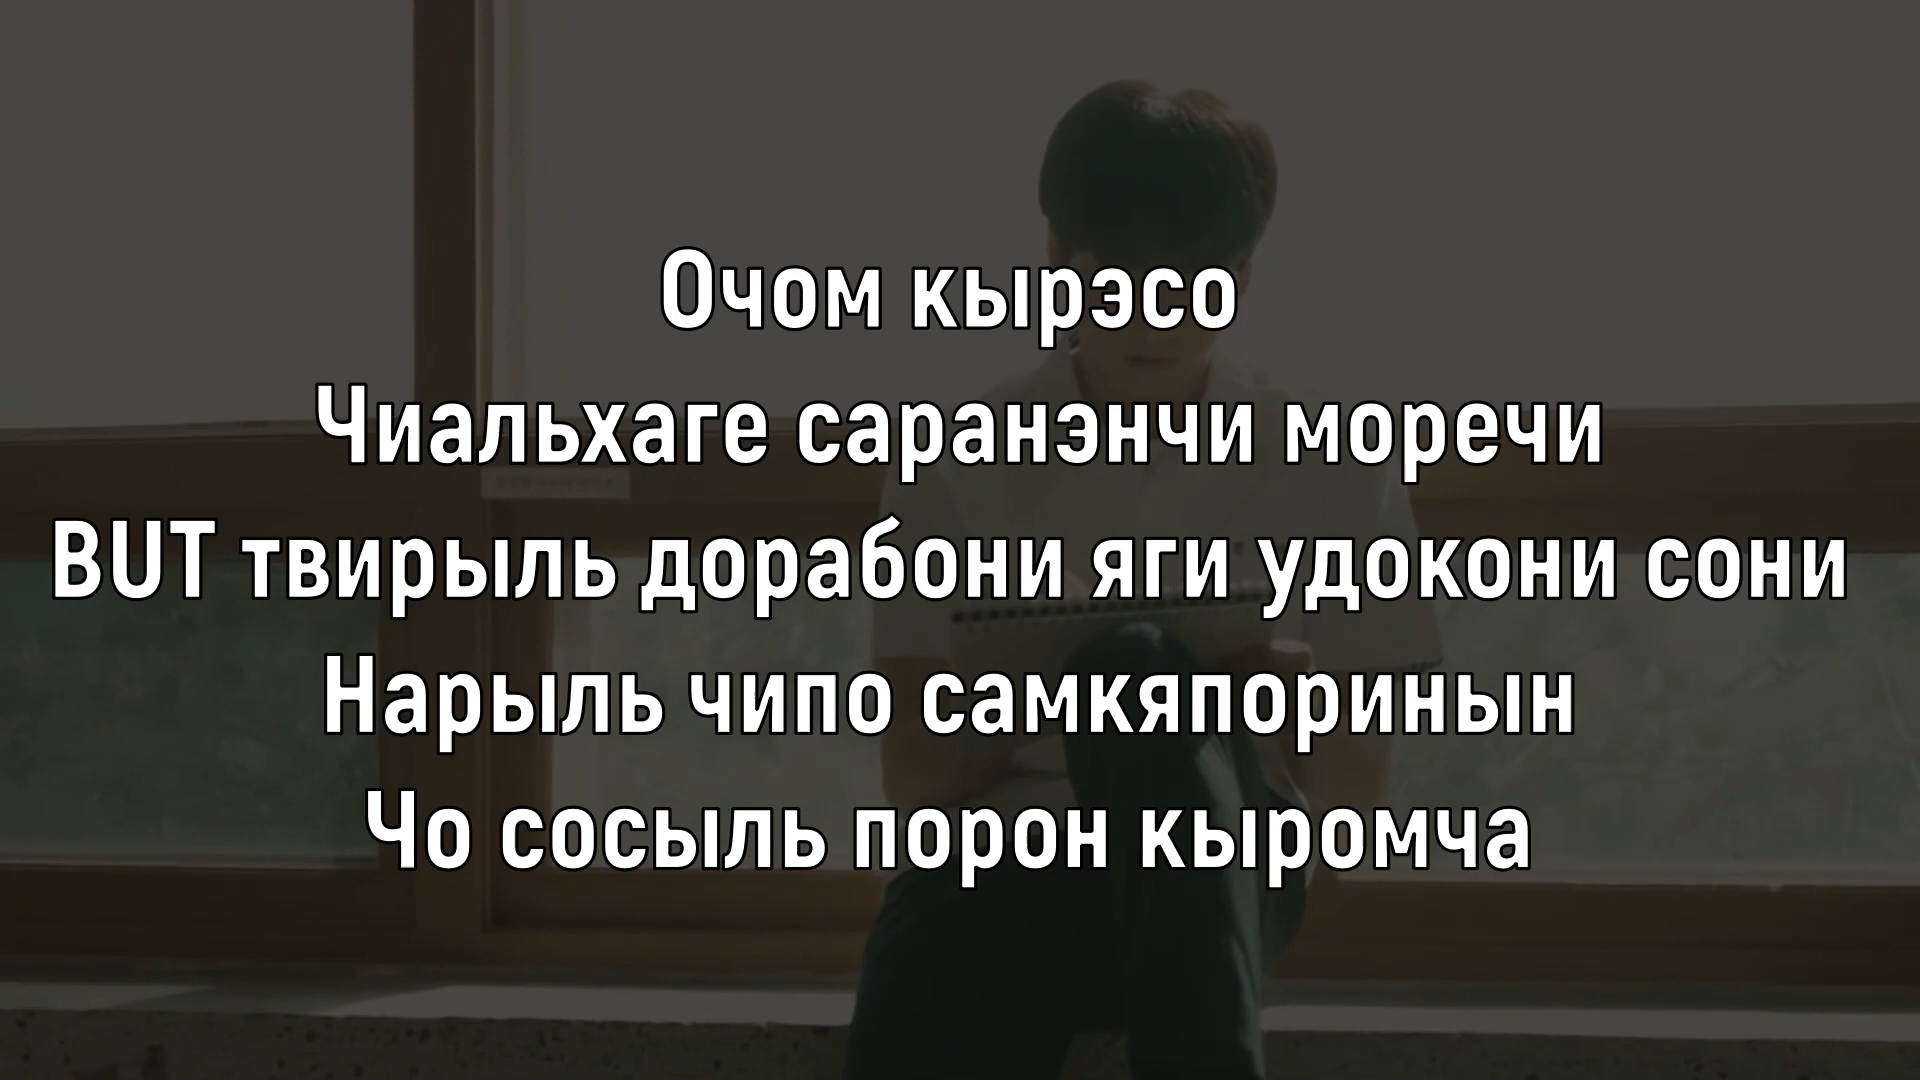 Очом кырэсо
Чиальхаге саранэнчи моречи
BUT твирыль дорабони яги удокони сони
Нарыль чипо самкяпоринын
Чо сосыль порон кыромча